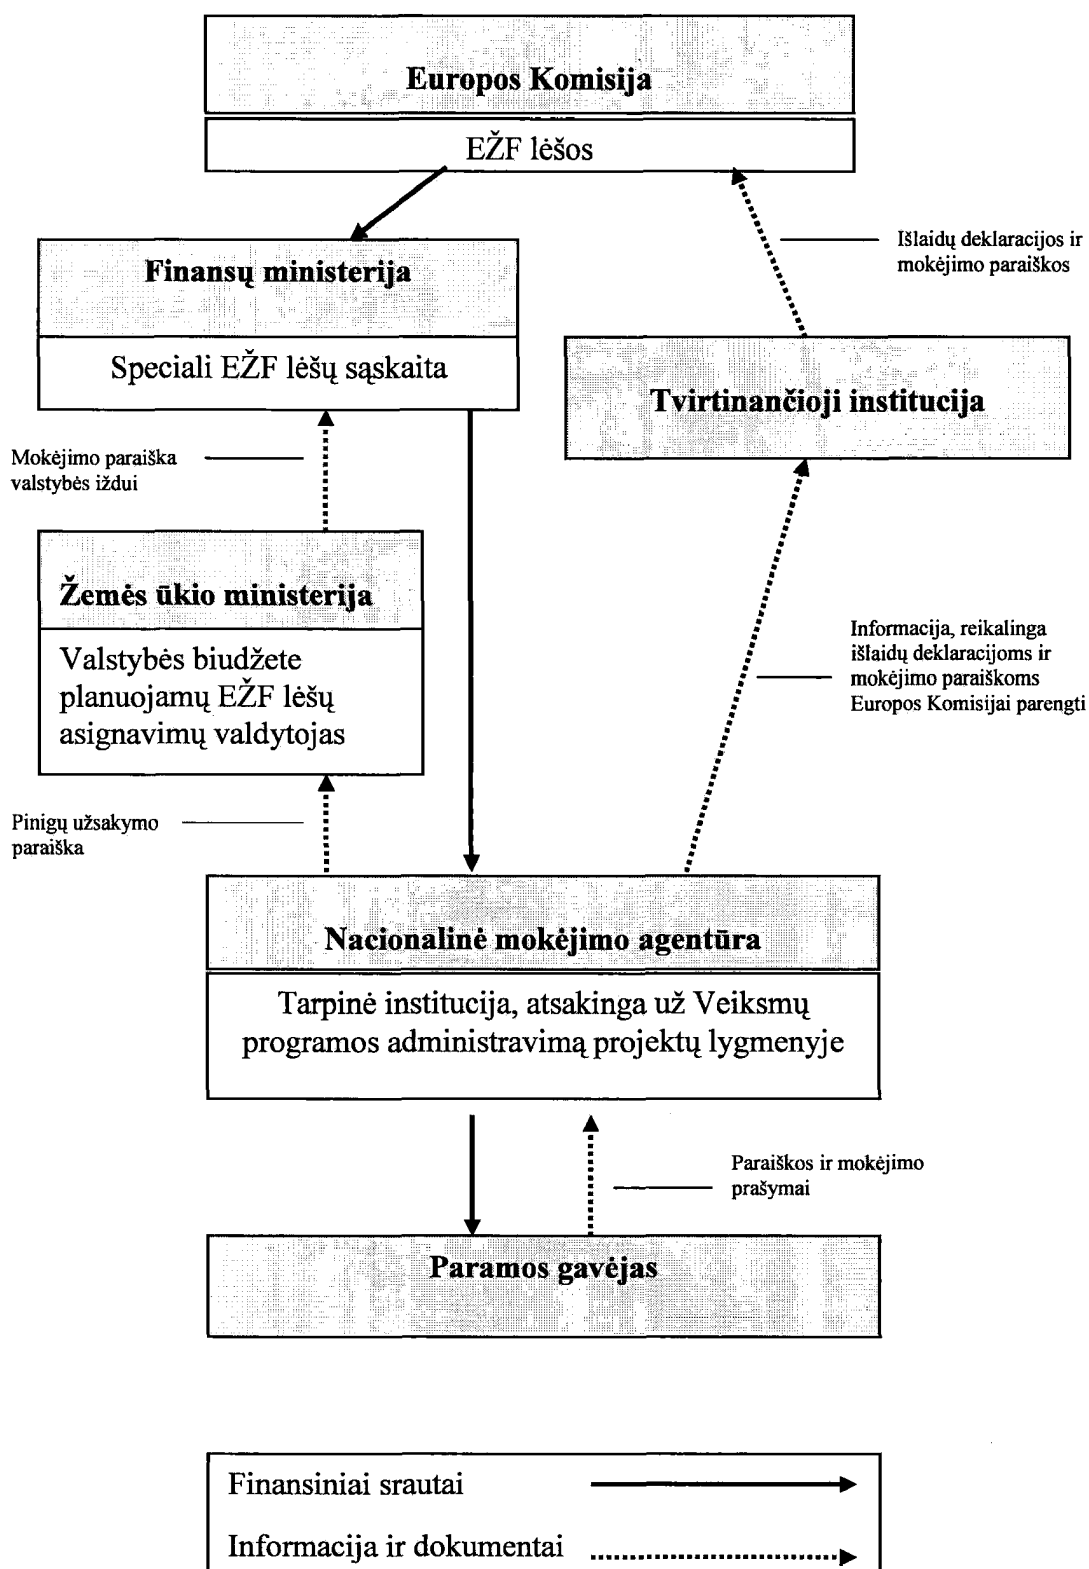 Europos Komisija
EŽF lėšos
Finansų ministerija
Speciali EŽF lėšų sąskaita
Išlaidų deklaracijos ir
mokėjimo paraiškos
Tvirtinančioji institucija
Mokėjimo paraiška
valstybės iždui
Žemės ūkio ministerija
Valstybės biudžete
planuojamų EŽF lėšų
asignavimų valdytojas
Informacija, reikalinga
išlaidų deklaracijoms ir
mokėjimo paraiškoms
Europos Komisijai parengti
Pinigų užsakymo
paraiška
Nacionalinė mokėjimo agentūra
Tarpinė institucija, atsakinga už Veiksmų
programos administravimą projektų lygmenyje
Paraiškos ir mokėjimo
prašymai
Paramos gavėjas
Finansiniai srautai
Informacija ir dokumentai